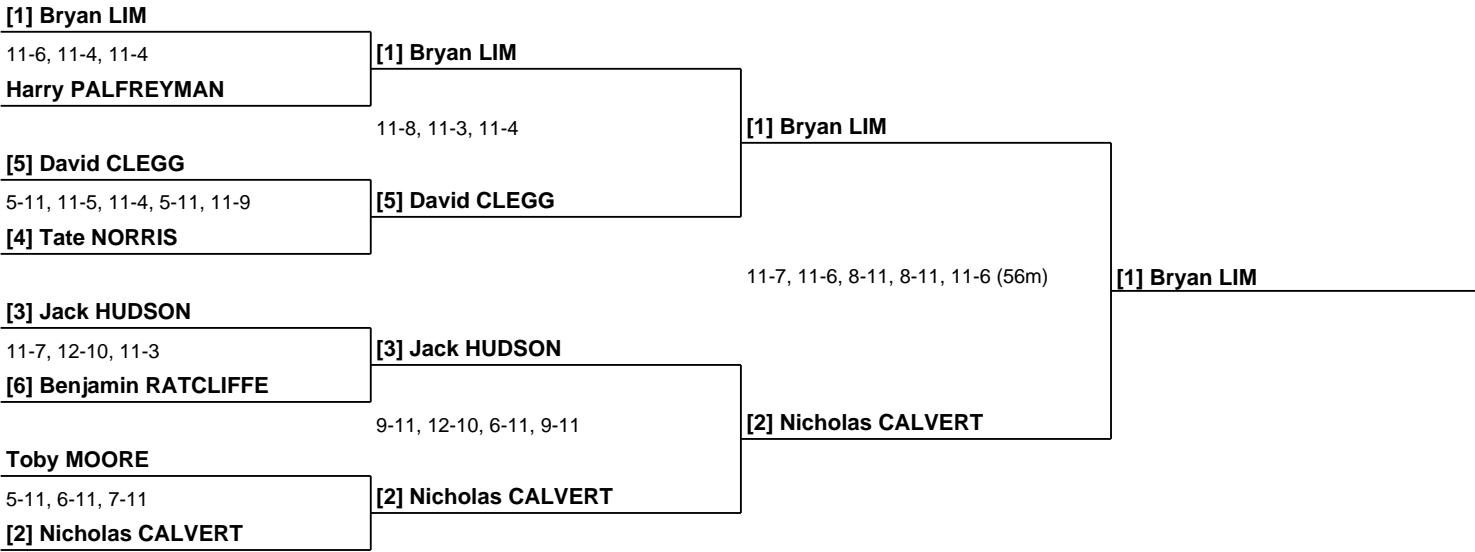 [1] Bryan LIM
11-6, 11-4, 11-4
Harry PALFREYMAN
[1] Bryan LIM
11-8, 11-3, 11-4
[5] David CLEGG
5-11, 11-5, 11-4, 5-11, 11-9
[4] Tate NORRIS
[5] David CLEGG
[1] Bryan LIM
11-7, 11-6, 8-11, 8-11, 11-6 (56m)
[1] Bryan LIM
[3] Jack HUDSON
11-7, 12-10, 11-3
[6] Benjamin RATCLIFFE
[3] Jack HUDSON
9-11, 12-10, 6-11, 9-11
[2] Nicholas CALVERT
Toby MOORE
5-11, 6-11, 7-11
[2] Nicholas CALVERT
[2] Nicholas CALVERT